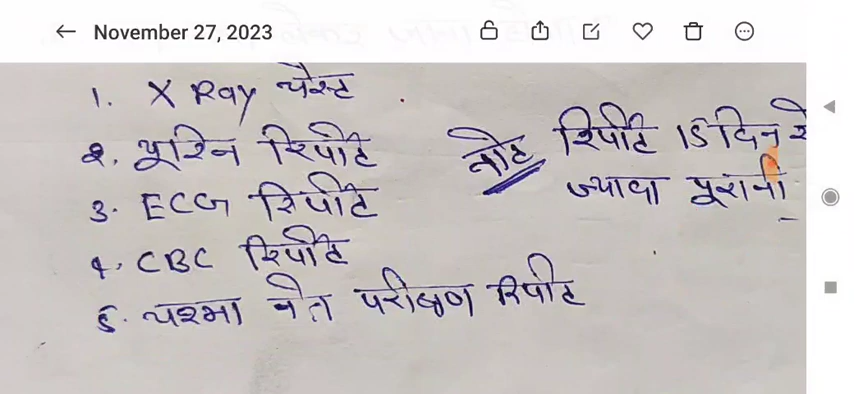 November 27, 2023
1. X Ray चेस्ट
2. यूरिन रिर्पोट
3. ECG रिर्पोट
4. CBC रिर्पोट
5. चश्मा नेत्र परीक्षण रिर्पोट
नोट रिर्पोट 15 दिन से
ज्यादा पूरानी